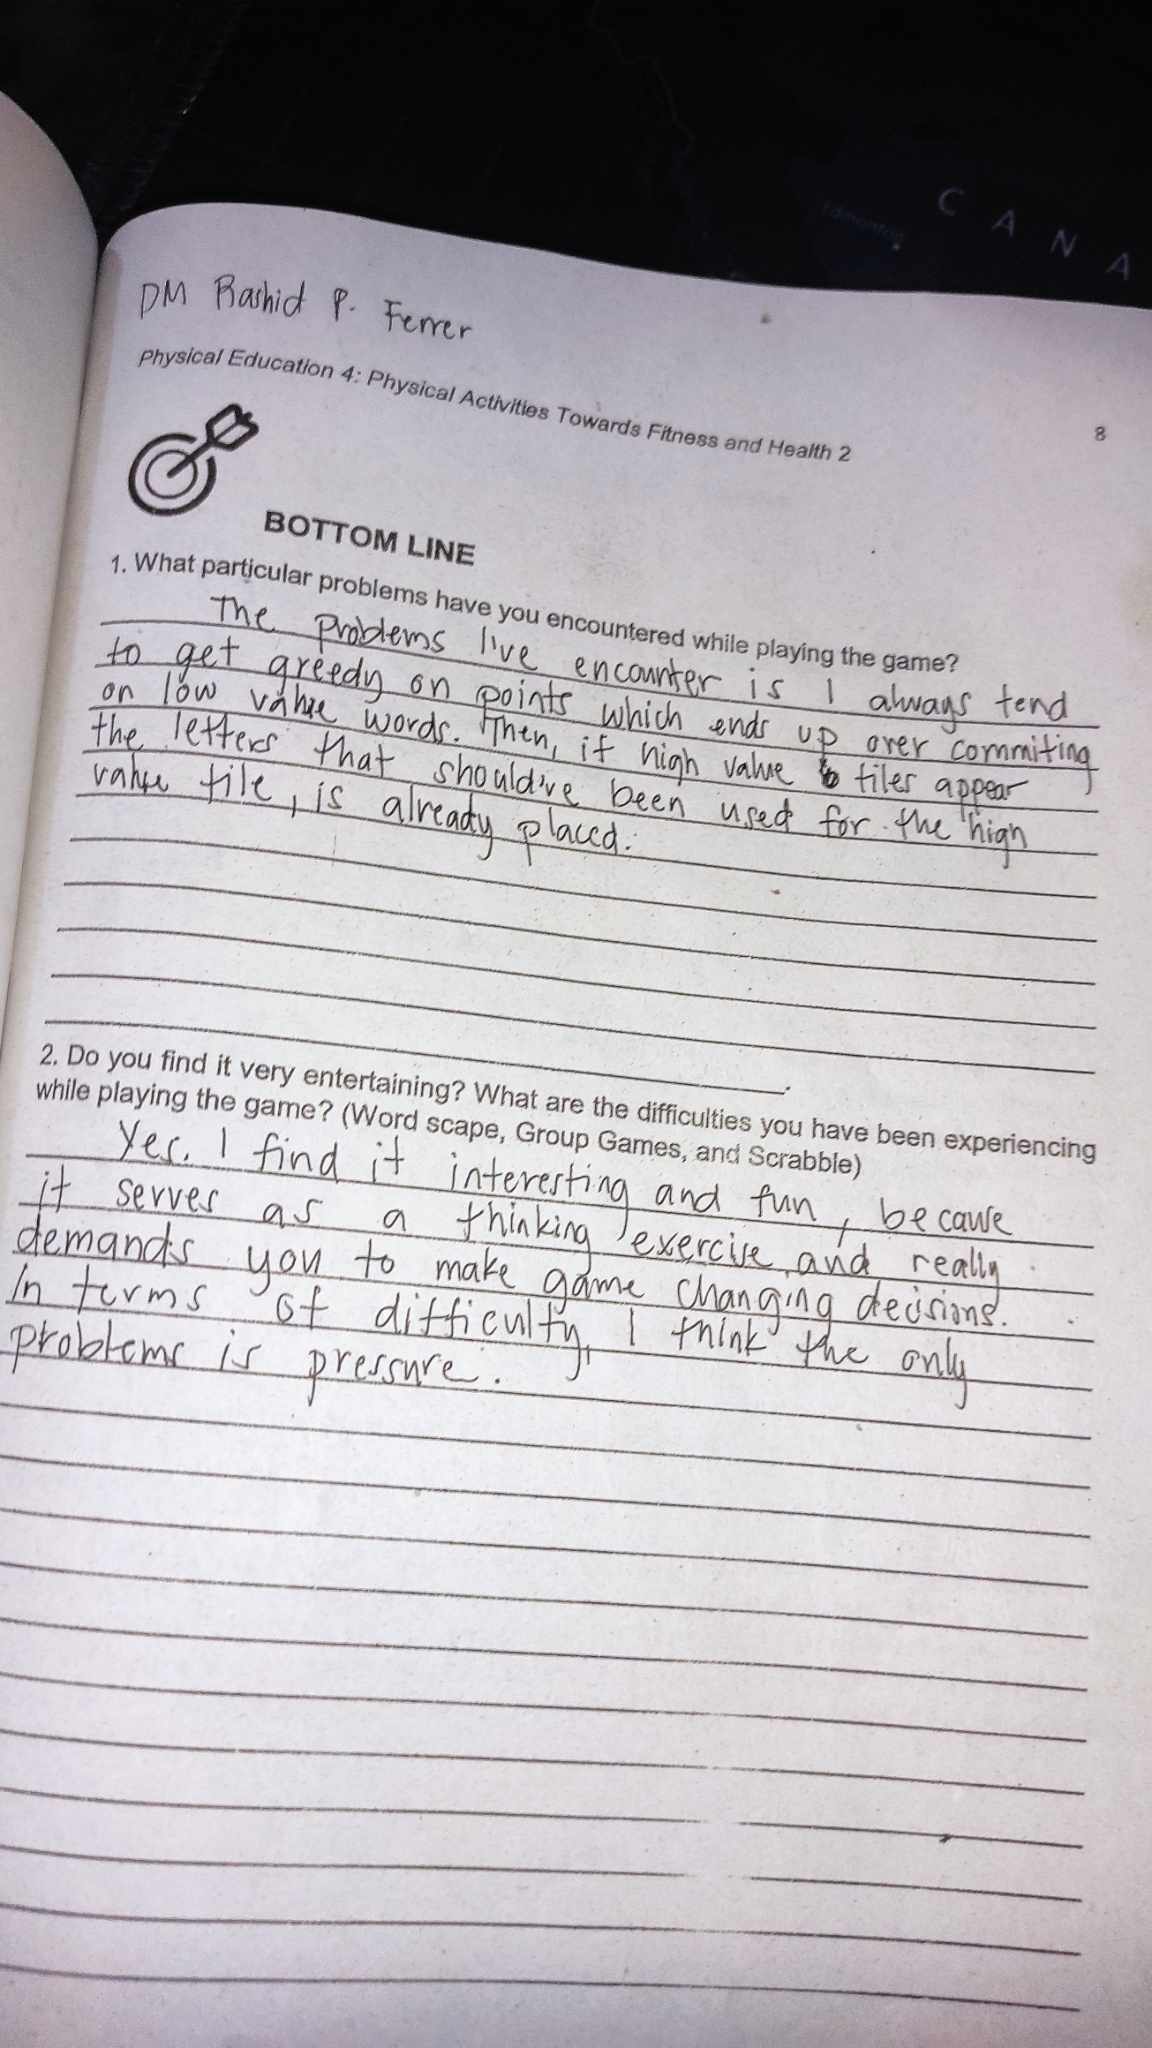 C A N A
Edmonton
DM Rashid P. Ferrer
Physical Education 4: Physical Activities Towards Fitness and Health 2
8
BOTTOM LINE
1. What particular problems have you encountered while playing the game?
The problems I've encounter is I always tend
to get greedy on points which ends up over commiting
on low value words. Then, if high value tiles appear
the letters that should've been used for the high
value tile, is already placed.
2. Do you find it very entertaining? What are the difficulties you have been experiencing
while playing the game? (Word scape, Group Games, and Scrabble)
Yes. I find it interesting and fun, because
it serves as a thinking exercise and really
demands you to make game changing decisions.
In terms of difficulty, I think the only
problems is pressure.